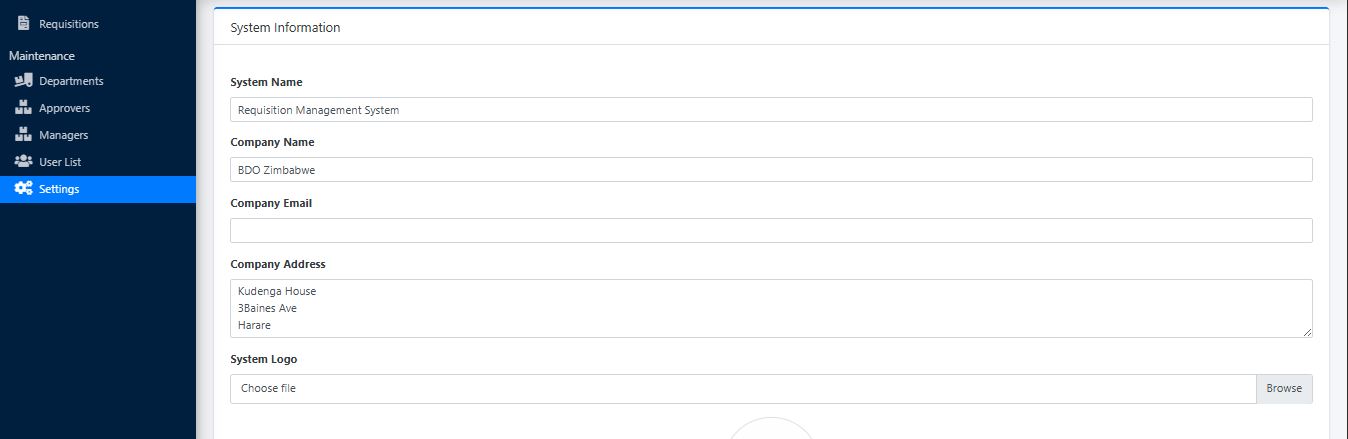 Requisitions
Maintenance
Departments
Approvers
Managers
User List
Settings
System Information
System Name
Requisition Management System
Company Name
BDO Zimbabwe
Company Email
Company Address
Kudenga House
3Baines Ave
Harare
System Logo
Choose file
Browse